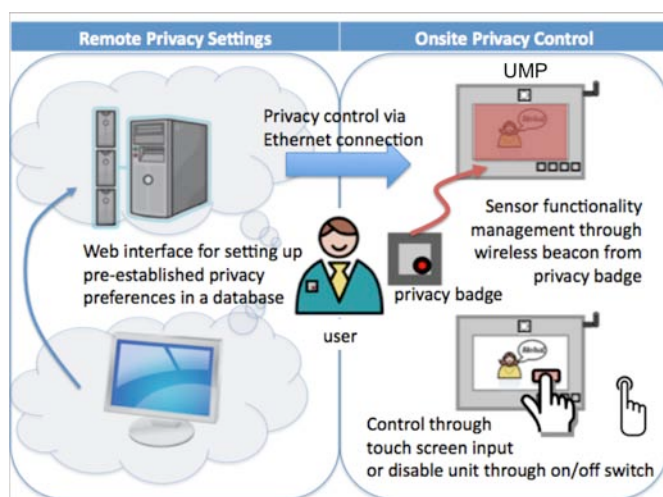 Remote Privacy Settings
Onsite Privacy Control
UMP
Privacy control via
Ethernet connection
Sensor functionality
management through
wireless beacon from
privacy badge
Web interface for setting up
pre-established privacy
preferences in a database
privacy badge
user
Control through
touch screen input
or disable unit through on/off switch